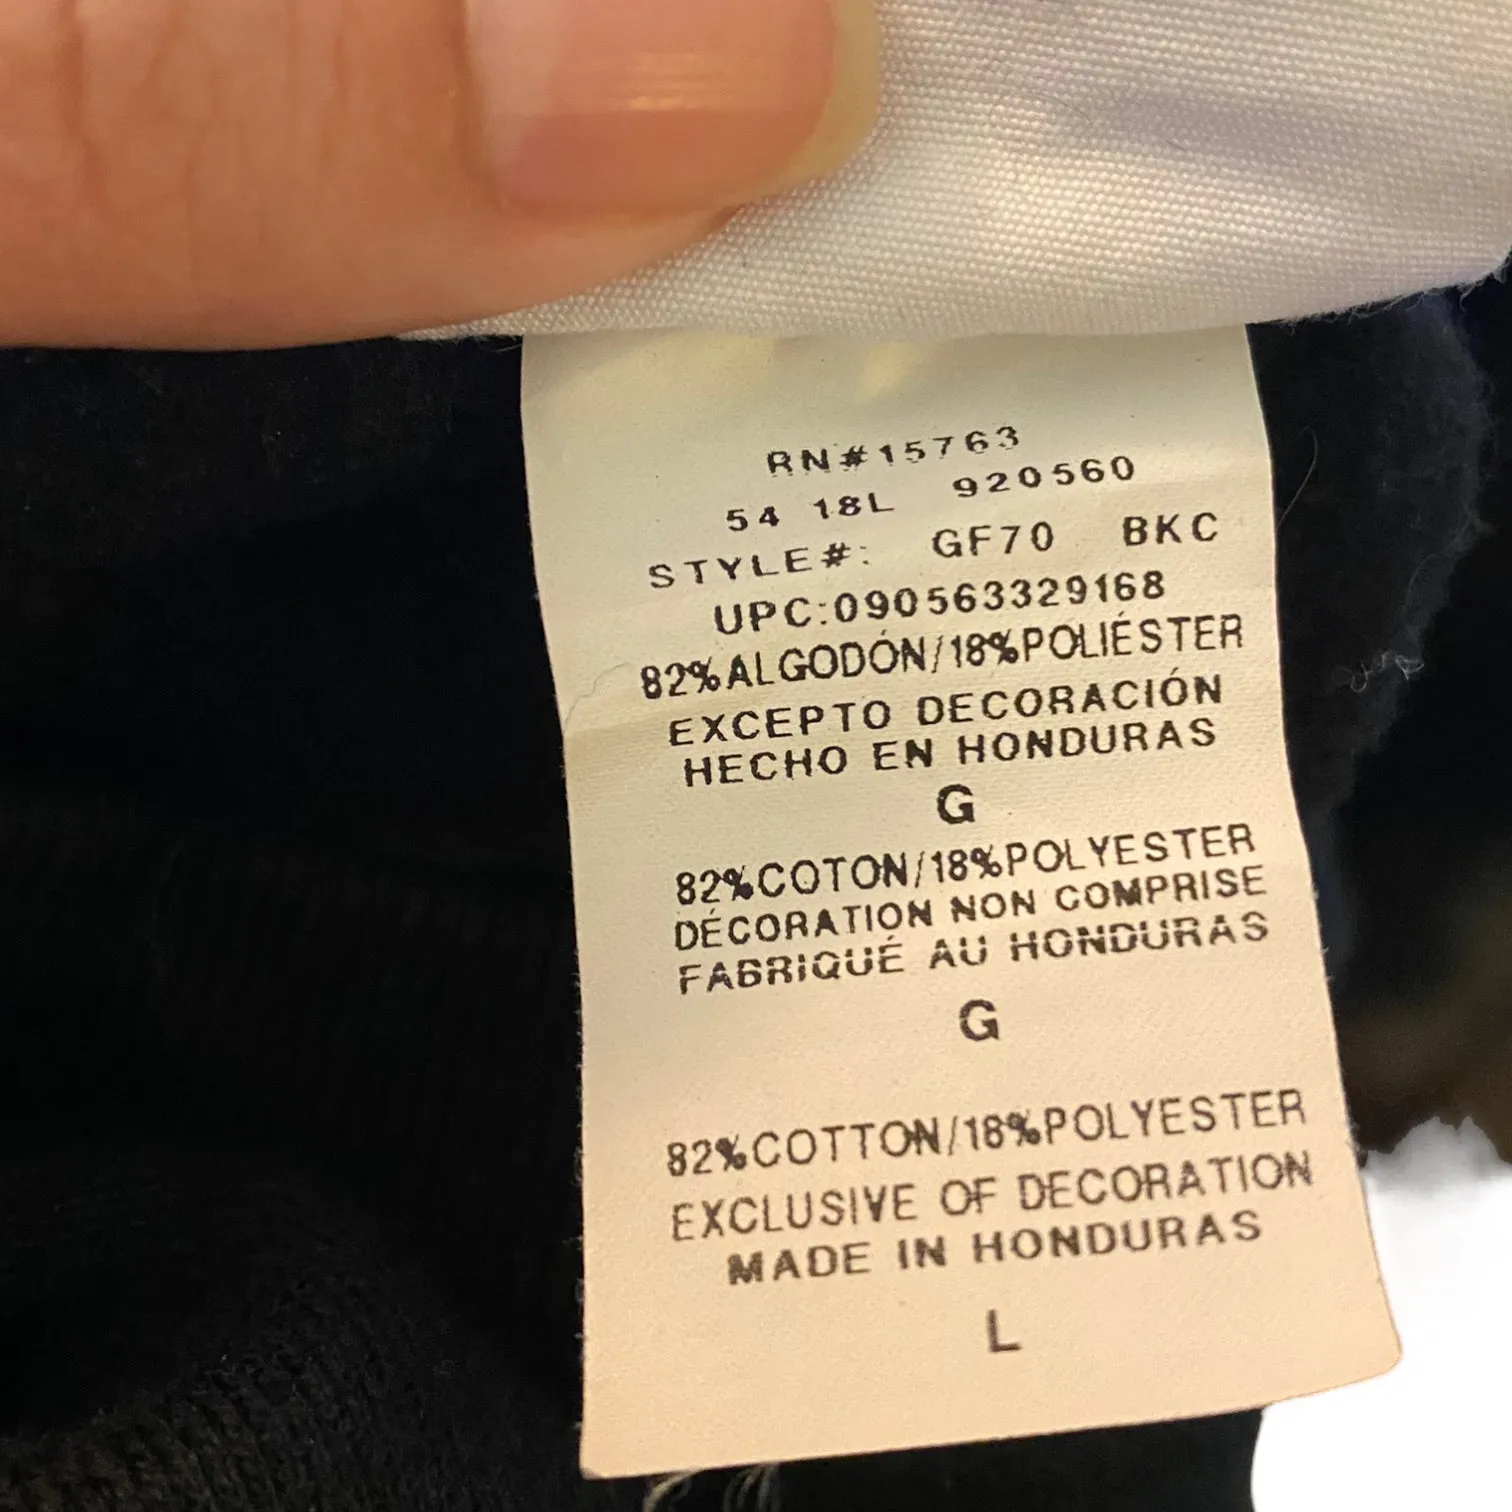 RN#15763
54 18L 920560
STYLE#: GF70 BKC
UPC:090563329168
82%ALGODÓN/18%POLIÉSTER
EXCEPTO DECORACIÓN
HECHO EN HONDURAS
G
82%COTON/18%POLYESTER
DÉCORATION NON COMPRISE
FABRIQUÉ AU HONDURAS
G
82%COTTON/18%POLYESTER
EXCLUSIVE OF DECORATION
MADE IN HONDURAS
L